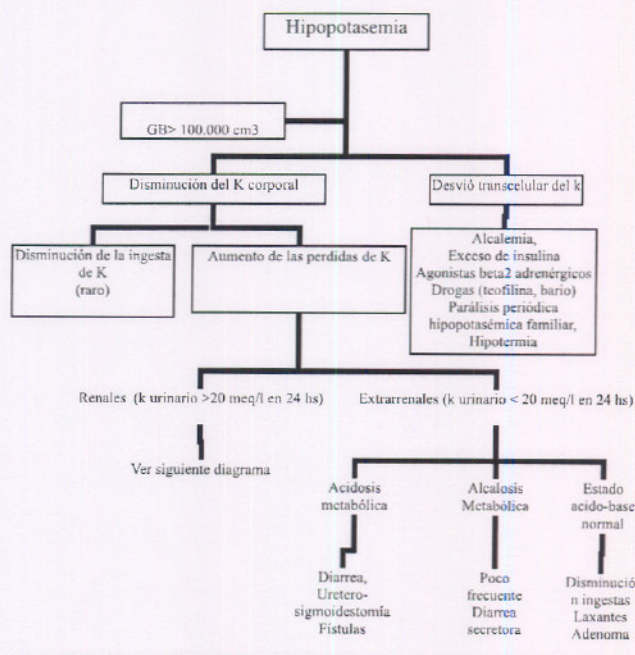 Hipopotasemia
GB> 100.000 cm3
Disminución del K corporal
Desvió transcelular del k
Disminución de la ingesta
de K
(raro)
Aumento de las perdidas de K
Alcalemia,
Exceso de insulina
Agonistas beta2 adrenérgicos
Drogas (teofilina, bario)
Parálisis periódica
hipopotasémica familiar,
Hipotermia
Renales (k urinario >20 meq/l en 24 hs)
Extrarrenales (k urinario < 20 meq/l en 24 hs)
Ver siguiente diagrama
Acidosis
metabólica
Alcalosis
Metabólica
Estado
acido-base
normal
Diarrea,
Uretero-
sigmoidestomía
Fístulas
Poco
frecuente
Diarrea
secretora
Disminució
n ingestas
Laxantes
Adenoma